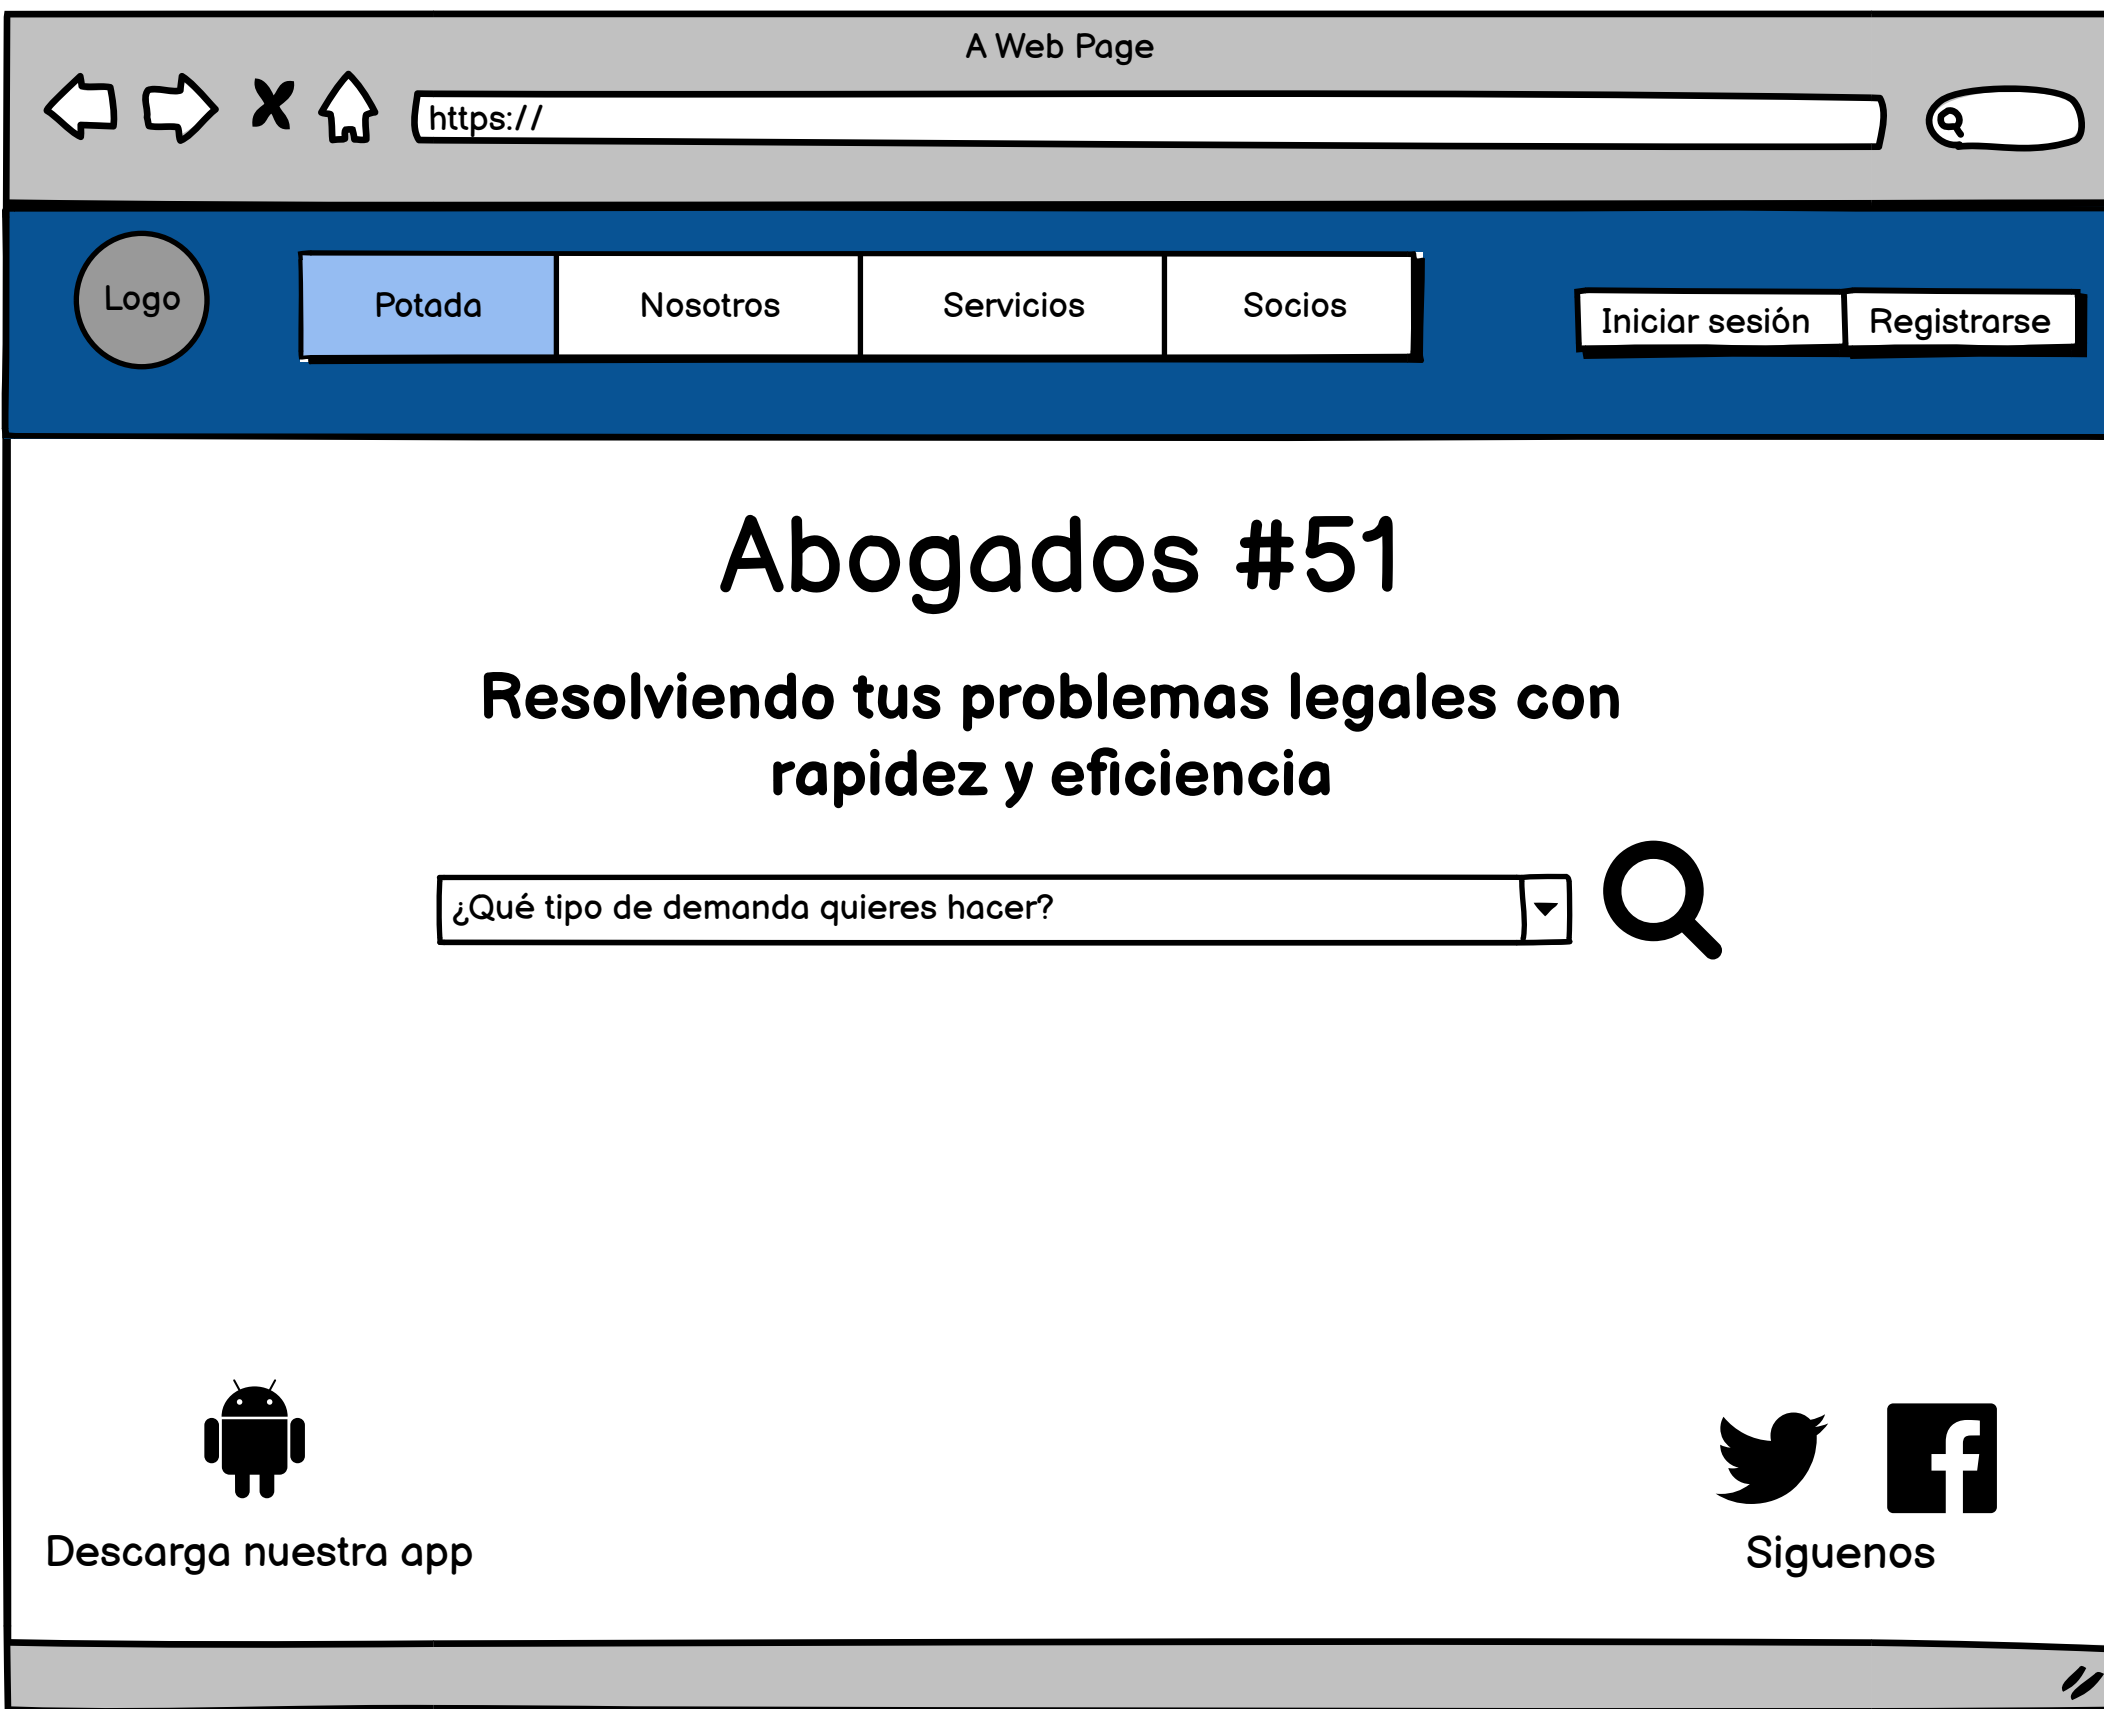 A Web Page
https://
Logo
Potada
Nosotros
Servicios
Socios
Iniciar sesión
Registrarse
Abogados #51
Resolviendo tus problemas legales con
rapidez y eficiencia
¿Qué tipo de demanda quieres hacer?
Descarga nuestra app
Siguenos